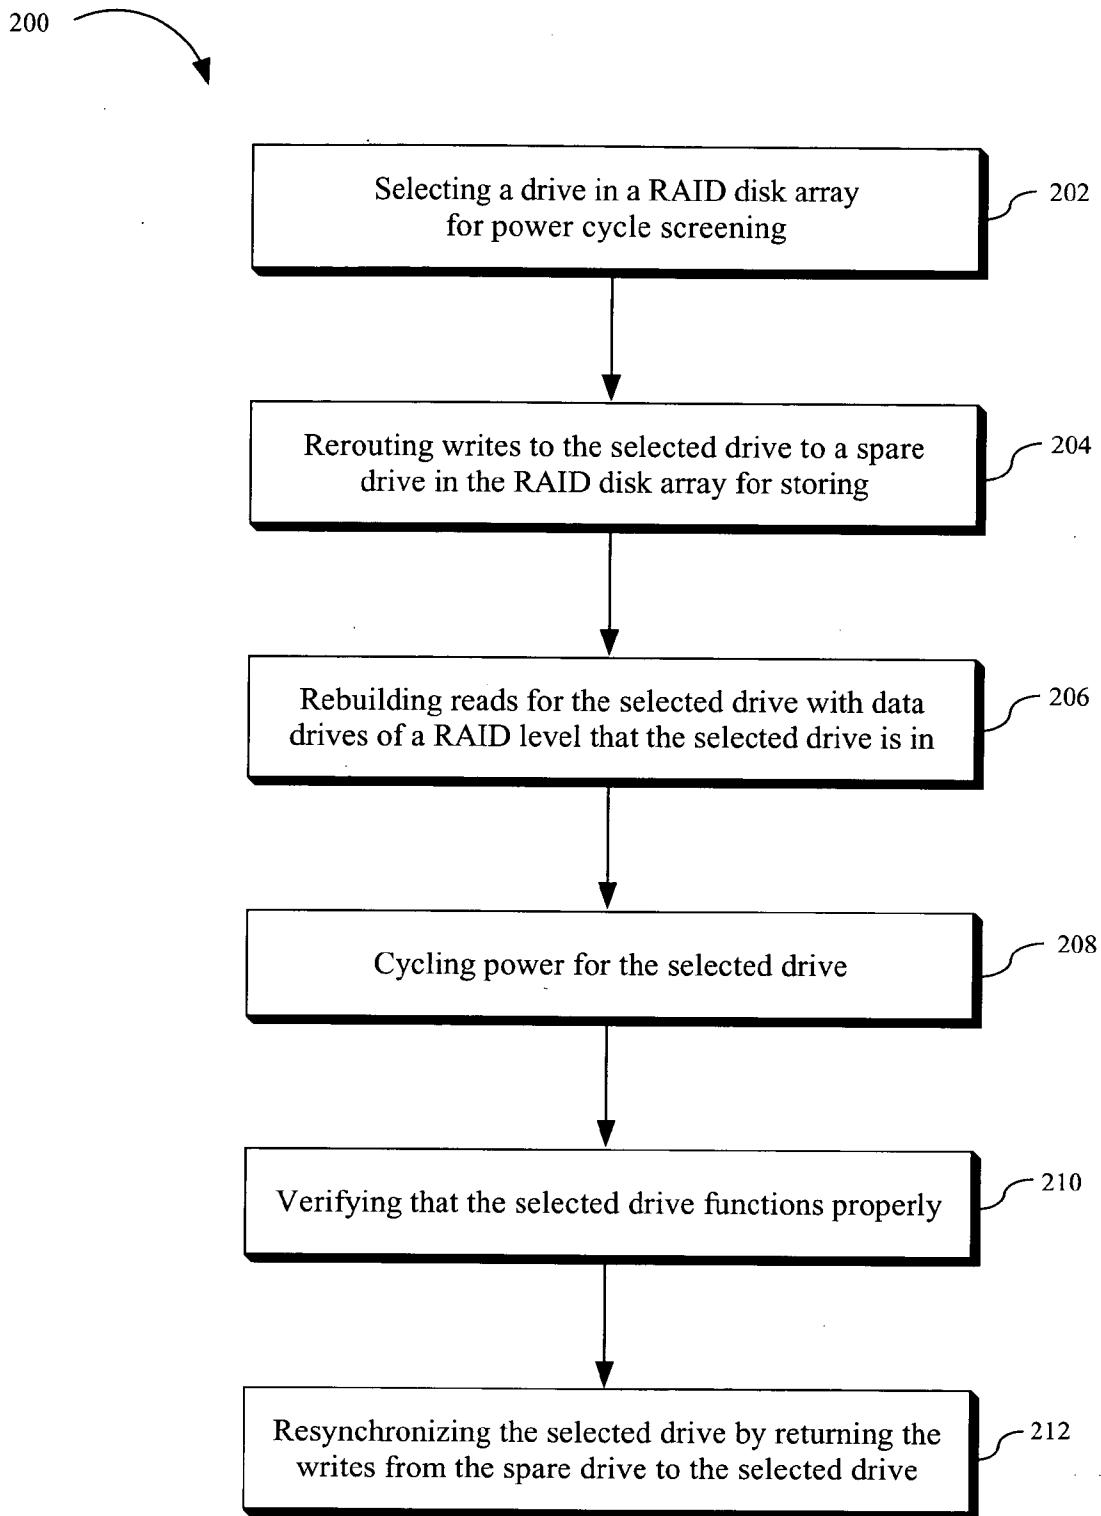 200
Selecting a drive in a RAID disk array
for power cycle screening
202
Rerouting writes to the selected drive to a spare
drive in the RAID disk array for storing
204
Rebuilding reads for the selected drive with data
drives of a RAID level that the selected drive is in
206
Cycling power for the selected drive
208
Verifying that the selected drive functions properly
210
Resynchronizing the selected drive by returning the
writes from the spare drive to the selected drive
212